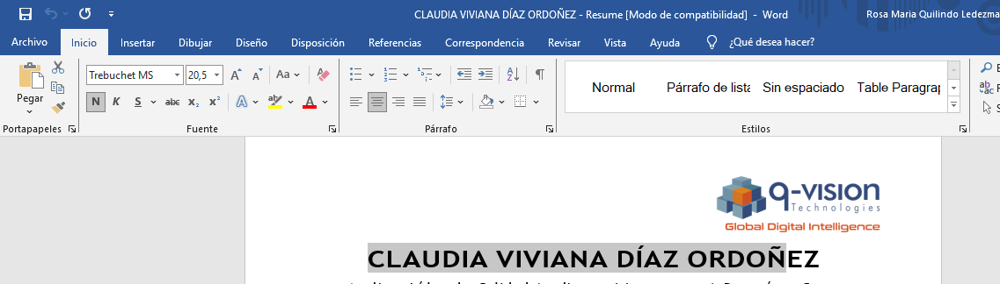 CLAUDIA VIVIANA DÍAZ ORDOÑEZ - Resume [Modo de compatibilidad] - Word
Rosa Maria Quilindo Ledezma
Archivo Inicio Insertar Dibujar Diseño Disposición Referencias Correspondencia Revisar Vista Ayuda ¿Qué desea hacer?
Pegar
Trebuchet MS 20,5 A A Aa A
N K S abc x₂ x² A A
Normal Párrafo de lista Sin espaciado Table Paragrap
Portapapeles Fuente Párrafo Estilos
q-vision
Technologies
Global Digital Intelligence
CLAUDIA VIVIANA DÍAZ ORDOÑEZ